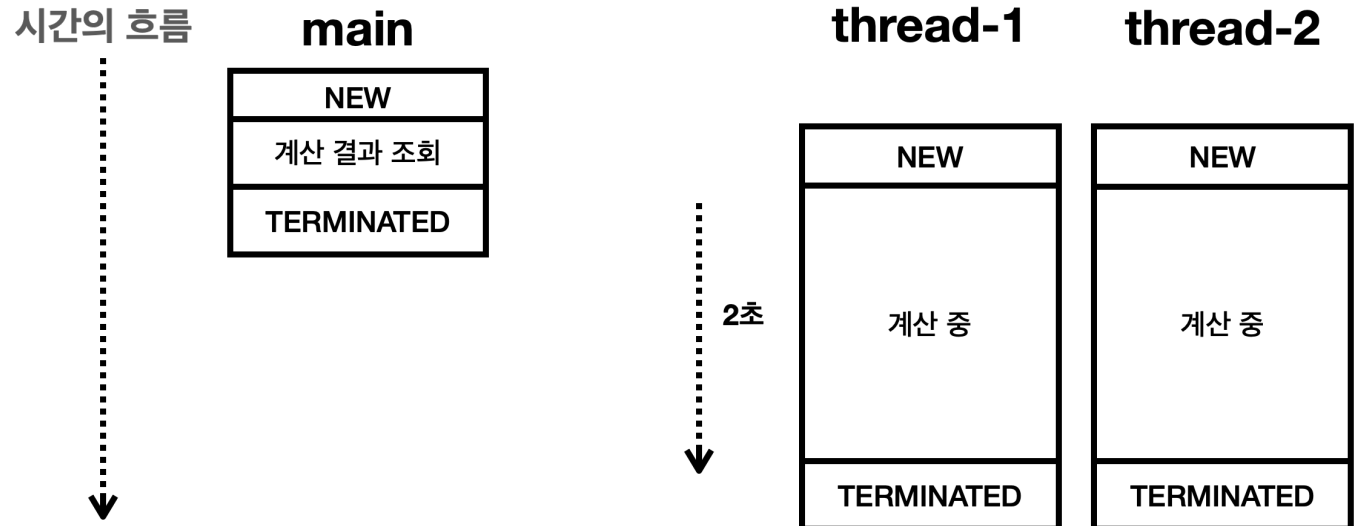 시간의 흐름
main
thread-1
thread-2
NEW
계산 결과 조회
TERMINATED
2초
NEW
계산 중
TERMINATED
NEW
계산 중
TERMINATED